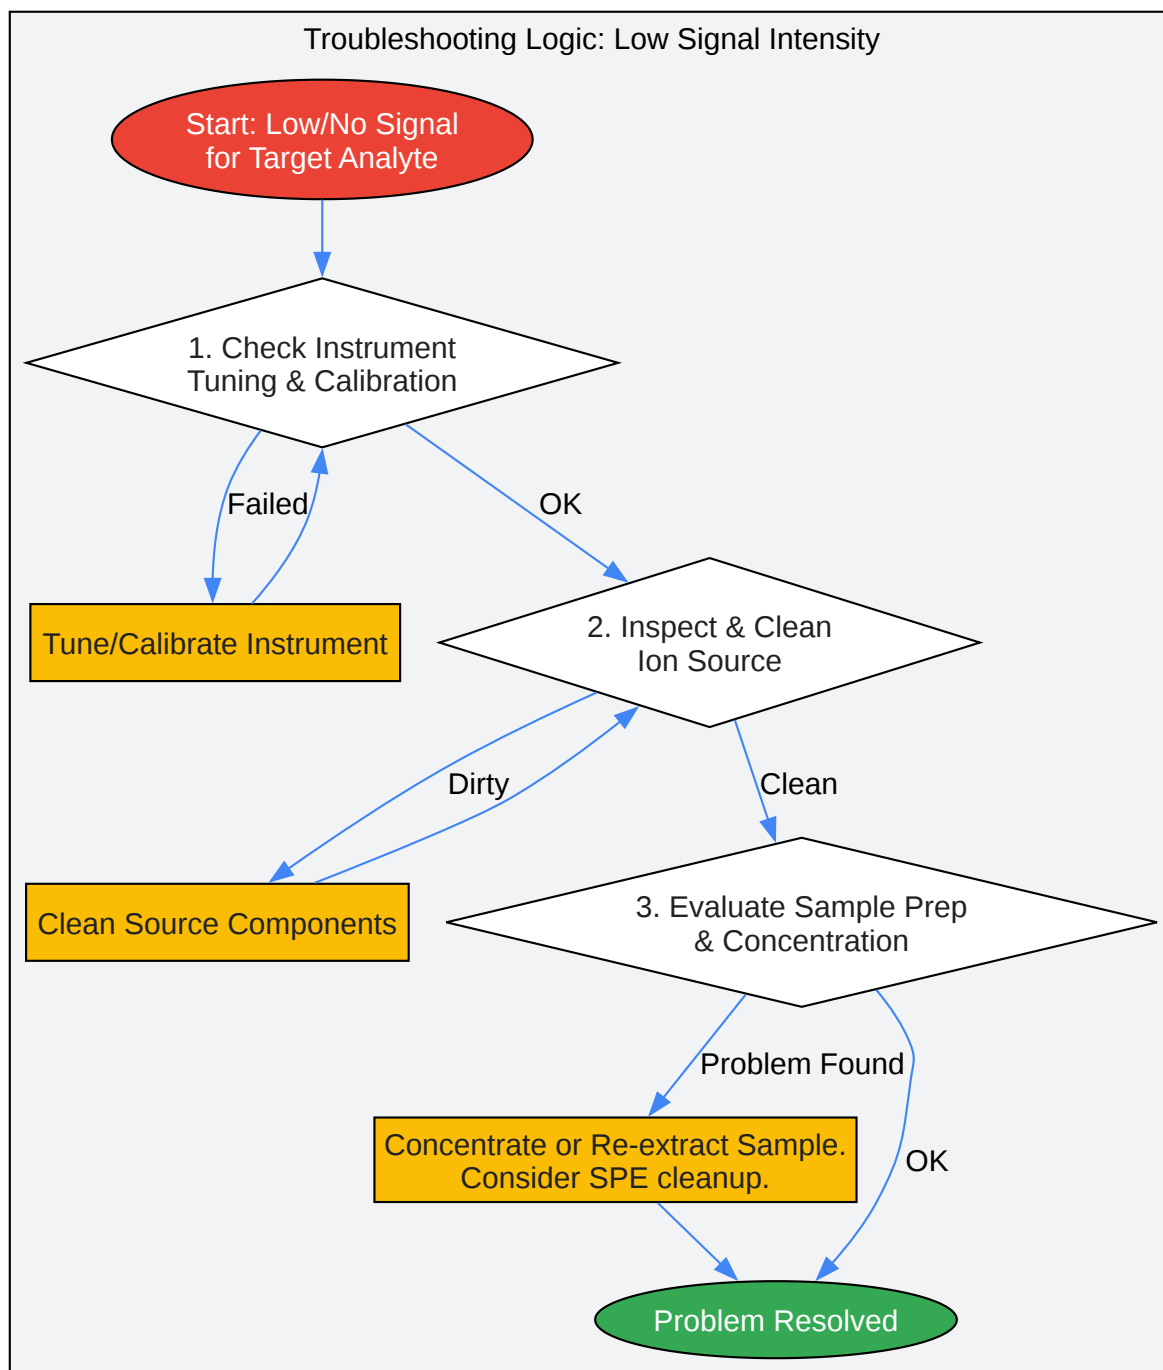 Troubleshooting Logic: Low Signal Intensity
Start: Low/No Signal
for Target Analyte
1. Check Instrument
Tuning & Calibration
Failed
OK
Tune/Calibrate Instrument
2. Inspect & Clean
Ion Source
Dirty
Clean
Clean Source Components
3. Evaluate Sample Prep
& Concentration
Problem Found
Concentrate or Re-extract Sample.
Consider SPE cleanup.
OK
Problem Resolved